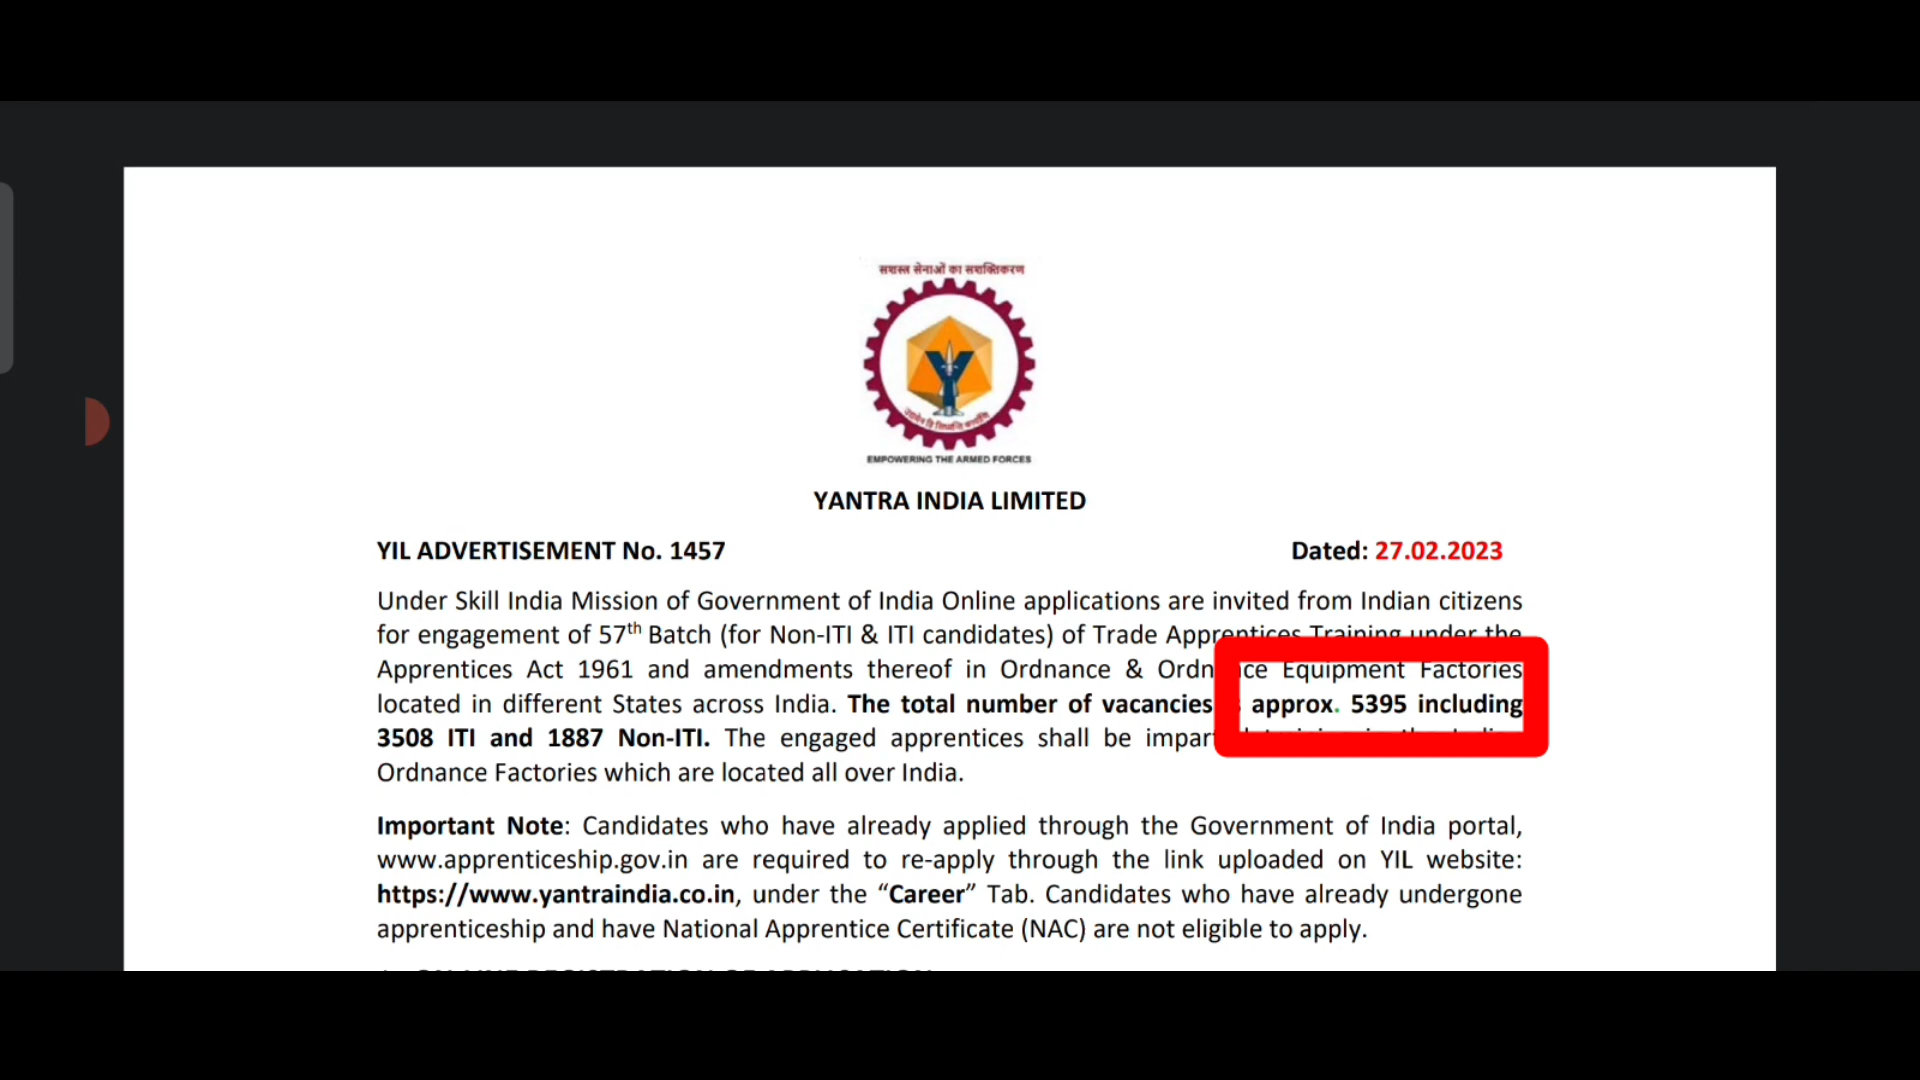 सशस्त्र सेनाओं का सशक्तिकरण
EMPOWERING THE ARMED FORCES
YANTRA INDIA LIMITED
YIL ADVERTISEMENT No. 1457 Dated: 27.02.2023
Under Skill India Mission of Government of India Online applications are invited from Indian citizens
for engagement of 57th Batch (for Non-ITI & ITI candidates) of Trade Apprentices Training under the
Apprentices Act 1961 and amendments thereof in Ordnance & Ordnance Equipment Factories
located in different States across India. The total number of vacancies approx. 5395 including
3508 ITI and 1887 Non-ITI. The engaged apprentices shall be
Ordnance Factories which are located all over India.
Important Note: Candidates who have already applied through the Government of India portal,
www.apprenticeship.gov.in are required to re-apply through the link uploaded on YIL website:
https://www.yantraindia.co.in, under the “Career” Tab. Candidates who have already undergone
apprenticeship and have National Apprentice Certificate (NAC) are not eligible to apply.